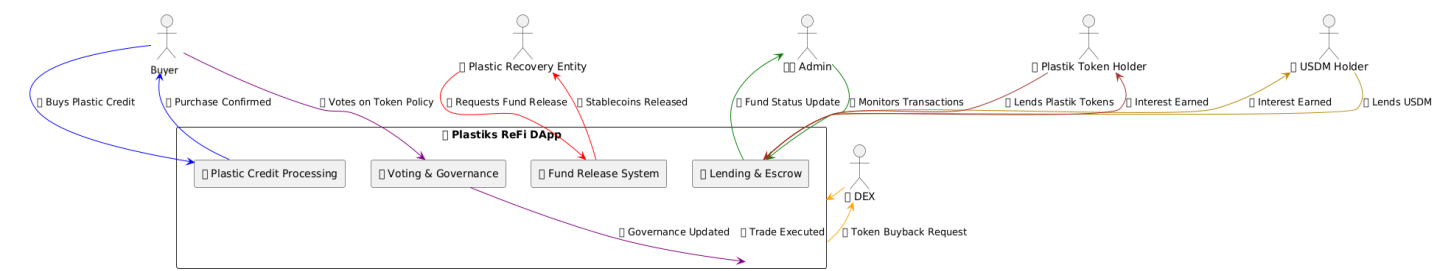 Buyer
Plastic Recovery Entity
Admin
Plastik Token Holder
USDM Holder
Buys Plastic Credit
Purchase Confirmed
Votes on Token Policy
Requests Fund Release
Stablecoins Released
Fund Status Update
Monitors Transactions
Lends Plastik Tokens
Interest Earned
Interest Earned
Lends USDM
Plastiks ReFi DApp
Plastic Credit Processing
Voting & Governance
Fund Release System
Lending & Escrow
DEX
Governance Updated
Trade Executed
Token Buyback Request